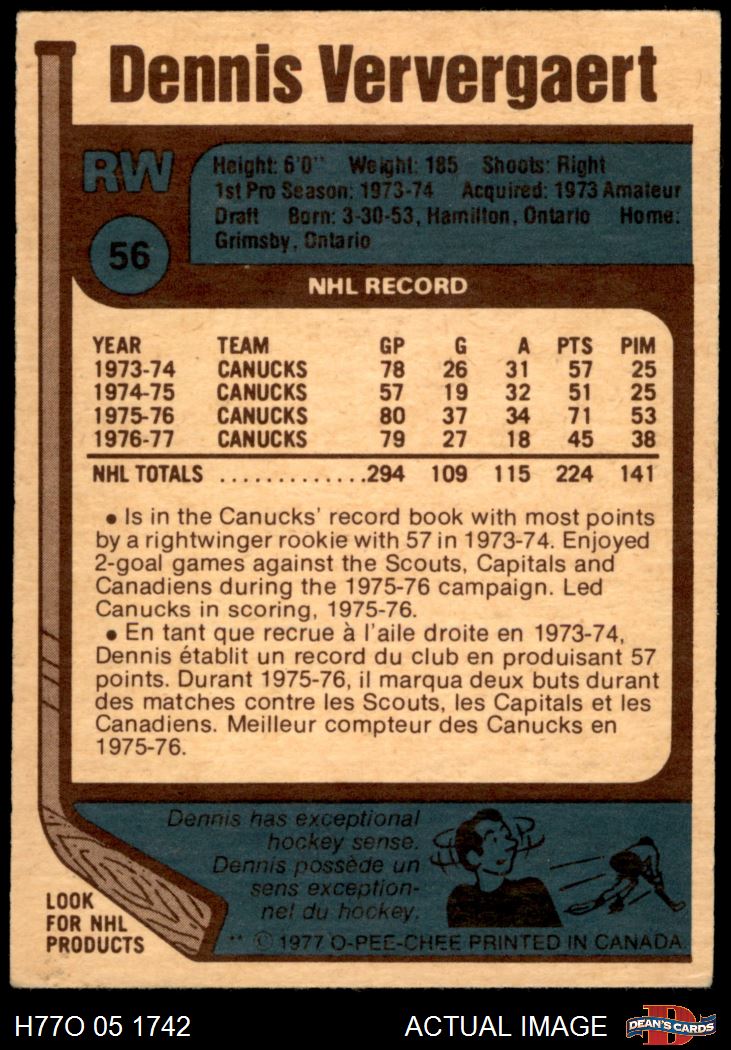 Dennis Ververgaert
RW
56
Height: 6'0" Weight: 185 Shoots: Right
1st Pro Season: 1973-74 Acquired: 1973 Amateur
Draft Born: 3-30-53, Hamilton, Ontario Home:
Grimsby, Ontario
NHL RECORD
YEAR TEAM GP G A PTS PIM
1973-74 CANUCKS 78 26 31 57 25
1974-75 CANUCKS 57 19 32 51 25
1975-76 CANUCKS 80 37 34 71 53
1976-77 CANUCKS 79 27 18 45 38
NHL TOTALS .............294 109 115 224 141
● Is in the Canucks' record book with most points
by a rightwinger rookie with 57 in 1973-74. Enjoyed
2-goal games against the Scouts, Capitals and
Canadiens during the 1975-76 campaign. Led
Canucks in scoring, 1975-76.
● En tant que recrue à l'aile droite en 1973-74,
Dennis établit un record du club en produisant 57
points. Durant 1975-76, il marqua deux buts durant
des matches contre les Scouts, les Capitals et les
Canadiens. Meilleur compteur des Canucks en
1975-76.
Dennis has exceptional
hockey sense.
Dennis possède un
sens exception-
nel du hockey.
LOOK
FOR NHL
PRODUCTS
** © 1977 O-PEE-CHEE PRINTED IN CANADA
H77O 05 1742 ACTUAL IMAGE
D
DEAN'S CARDS